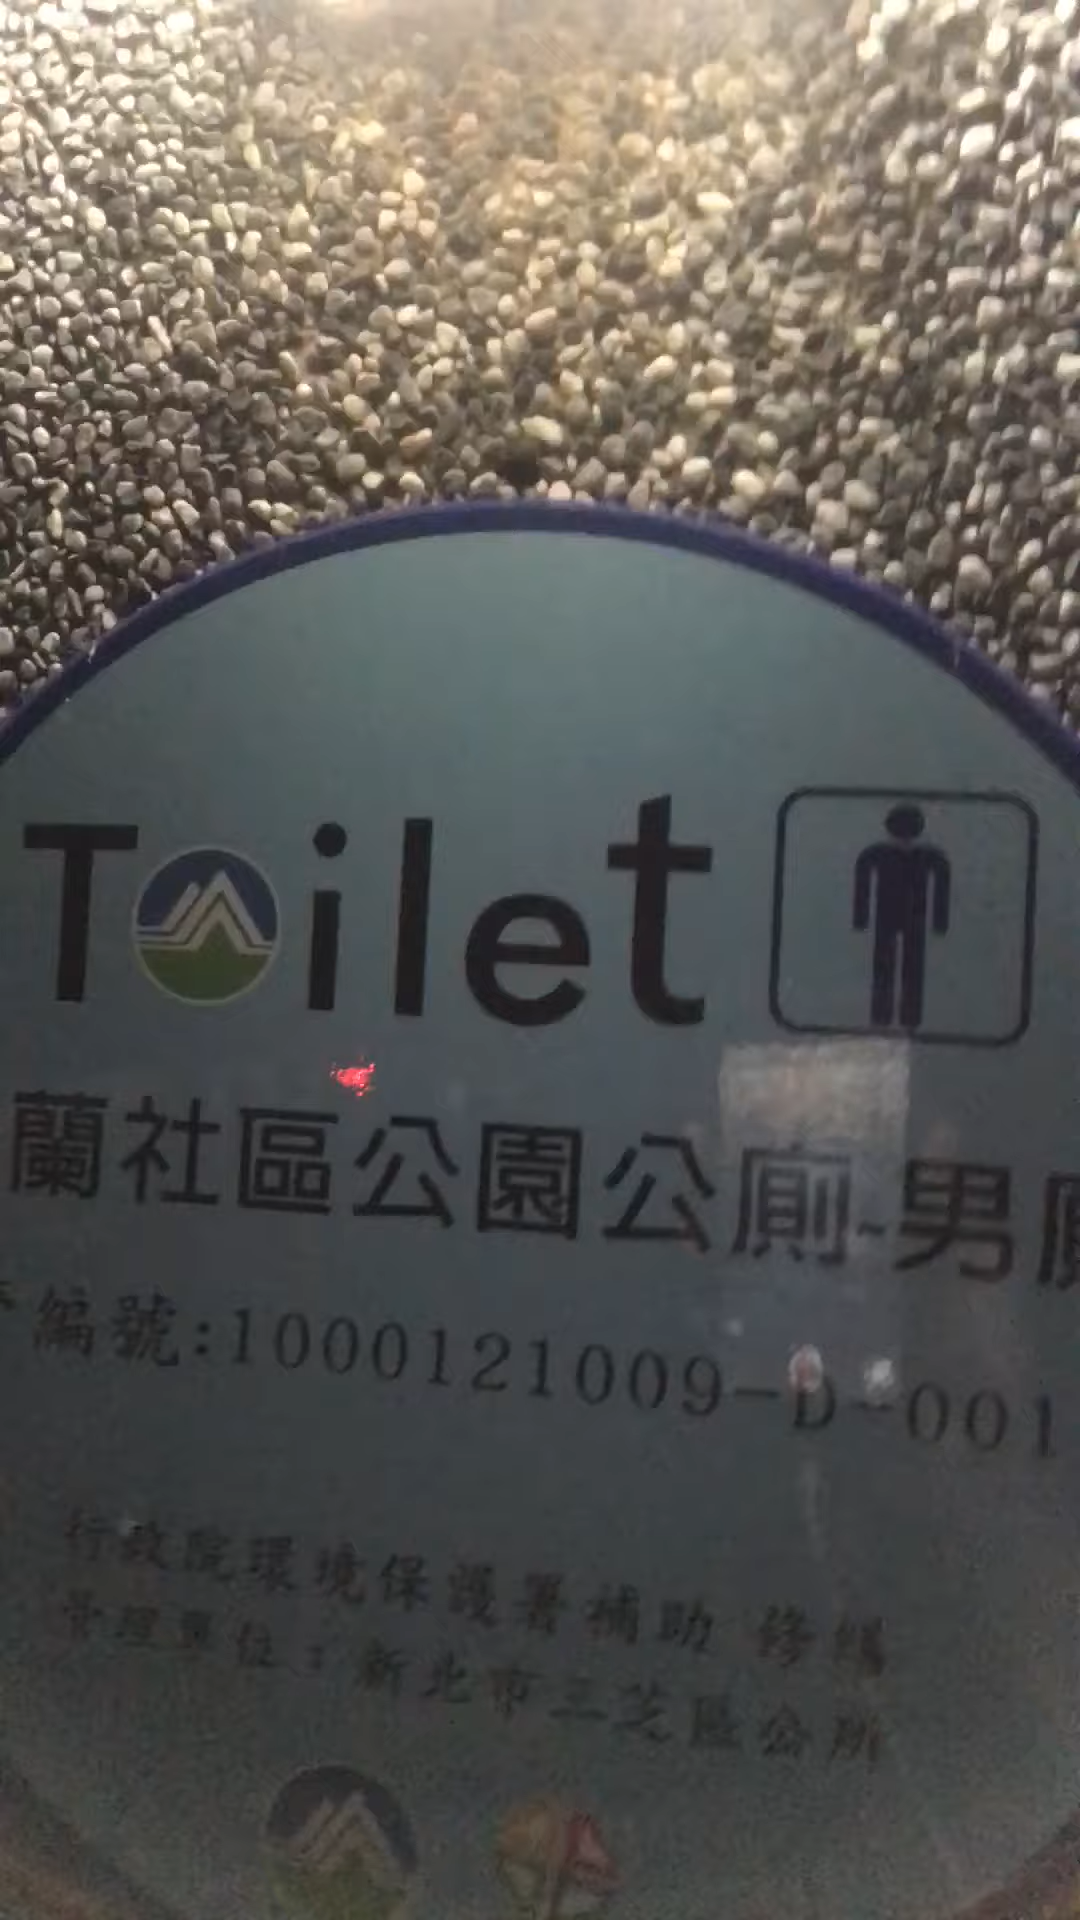 Toilet
蘭社區公園公廁-男廁
編號:1000121009-D-001
行政院環境保護署補助 修繕
管理單位：新北市三芝區公所